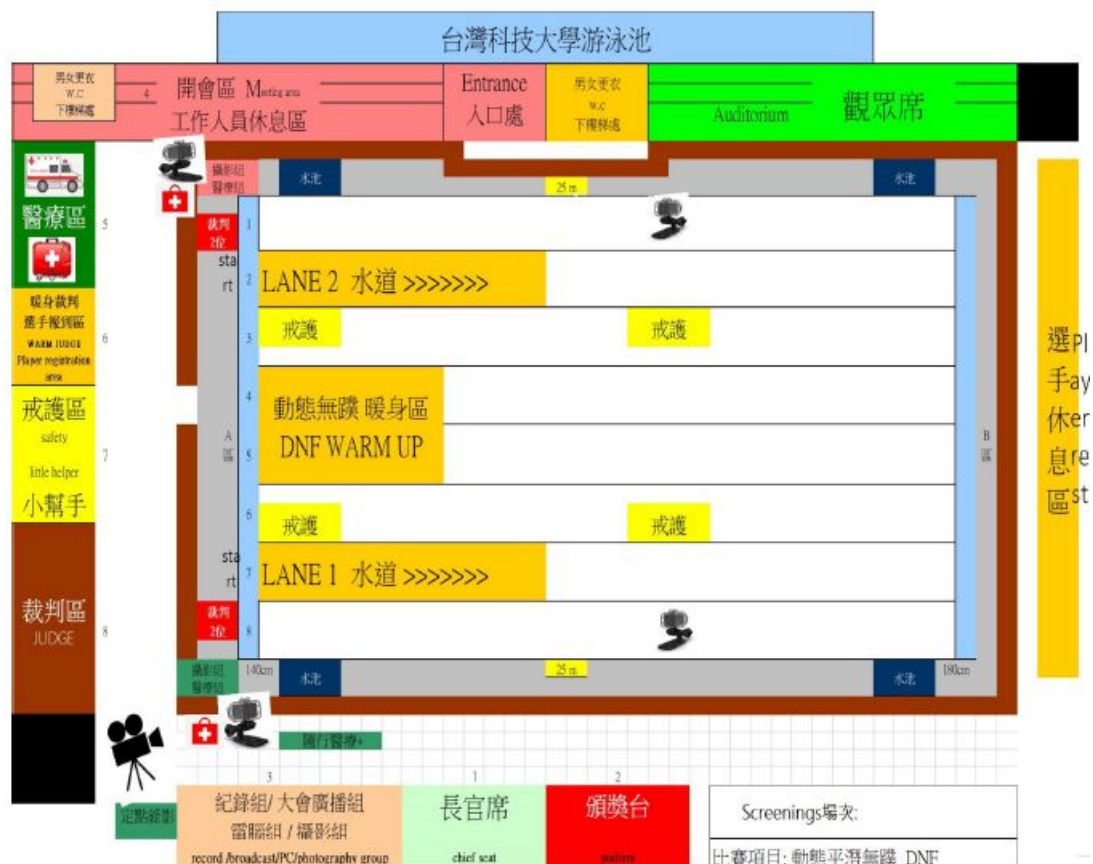 台灣科技大學游泳池
男女更衣
W.C
下樓梯處
4
開會區 Meeting area
工作人員休息區
Entrance
入口處
男女更衣
w.c
下樓梯處
Auditorium
觀眾席
醫療區
5
暖身裁判
選手報到區
WARM JUDGE
Player registration
area
6
戒護區
safety
little helper
小幫手
7
裁判區
JUDGE
8
攝影組
醫療組
水池
25 m
水池
裁判
2位
1
sta
rt
2
LANE 2 水道 >>>>>>>
3
戒護
戒護
4
動態無蹼 暖身區
DNF WARM UP
A
區
5
B
區
6
戒護
戒護
sta
rt
7
LANE 1 水道 >>>>>>>
裁判
2位
8
攝影組
醫療組
140cm
水池
25 m
水池
180cm
選手休息區
Player rest
隨行醫療+
定點錄影
3
紀錄組/ 大會廣播組
電腦組 / 攝影組
record /broadcast/PC/photography group
1
長官席
chief seat
2
頒獎台
podium
Screenings場次:
比賽項目: 動態平潛無蹼 DNF